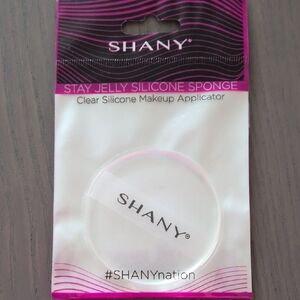 SHANY®
STAY JELLY SILICONE SPONGE
Clear Silicone Makeup Applicator
SHANY®
#SHANYnation